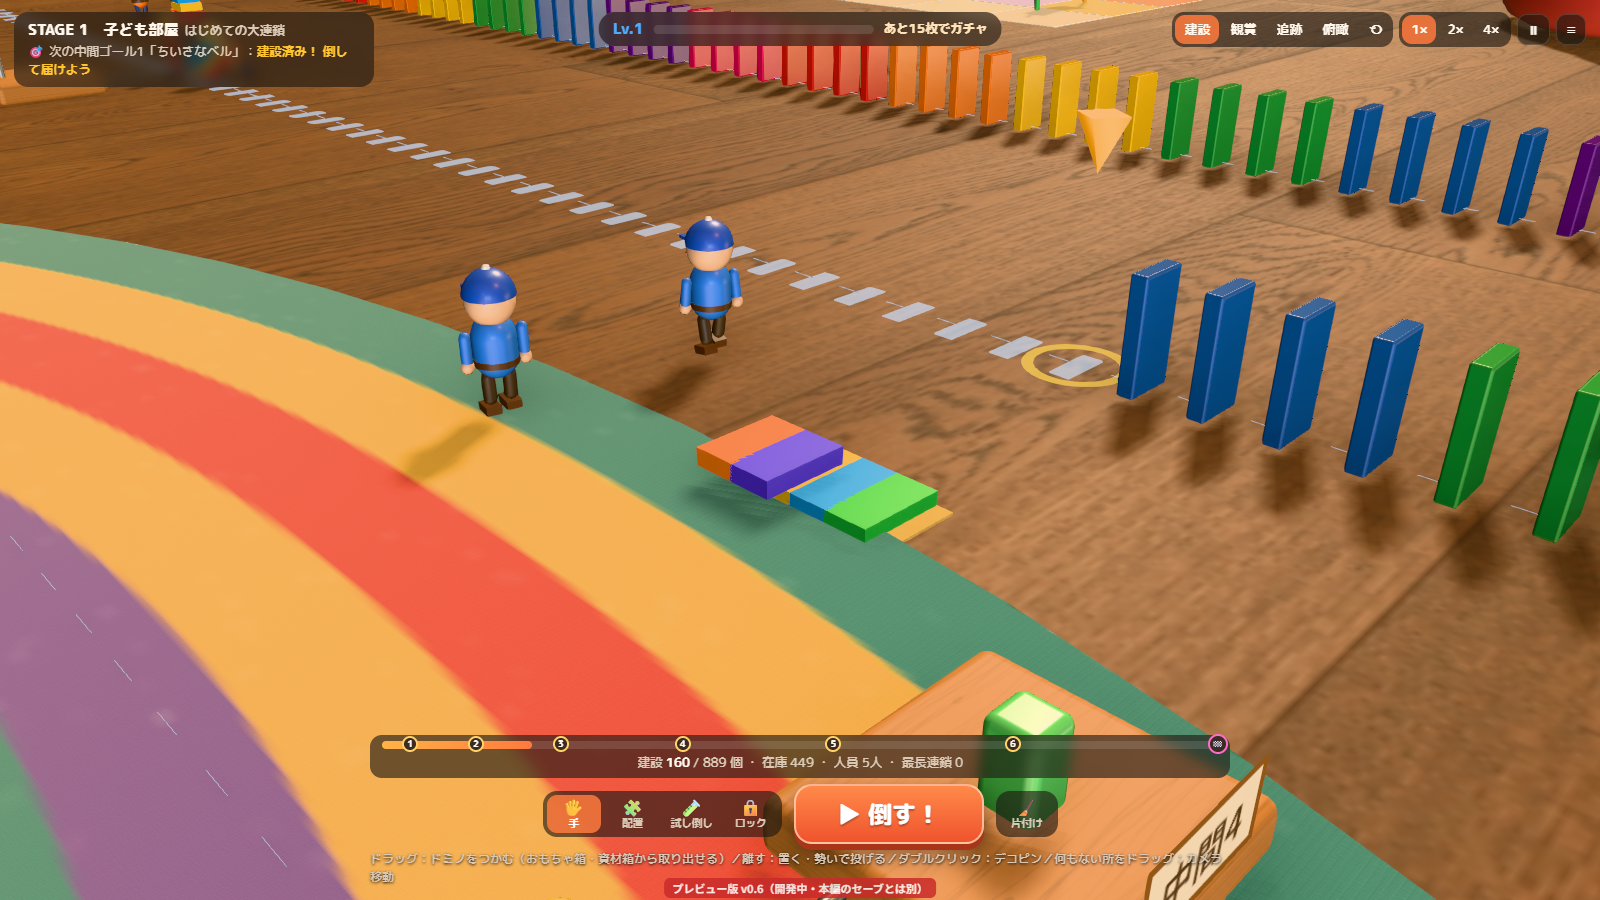 STAGE 1 子ども部屋 はじめての大連鎖
🎯 次の中間ゴール1「ちいさなベル」：建設済み！ 倒し
て届けよう
Lv.1 あと15枚でガチャ
建設 観賞 追跡 俯瞰 ⟲ 1× 2× 4× ⏸ ≡
1 2 3 4 5 6
建設 160 / 889 個 ・ 在庫 449 ・ 人員 5人 ・ 最長連鎖 0
手 配置 試し倒し ロック ▶ 倒す！ 片付け
ドラッグ：ドミノをつかむ（おもちゃ箱・資材箱から取り出せる）／離す：置く・勢いで投げる／ダブルクリック：デコピン／何もない所をドラッグ：カメラ
移動
プレビュー版 v0.6（開発中・本編のセーブとは別）
中間4